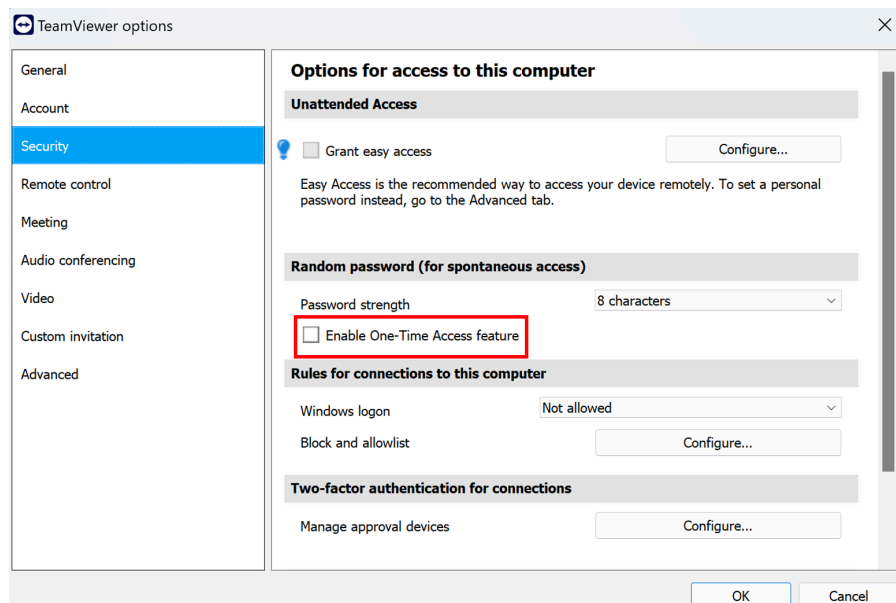 TeamViewer options
General
Account
Security
Remote control
Meeting
Audio conferencing
Video
Custom invitation
Advanced
Options for access to this computer
Unattended Access
Grant easy access
Configure...
Easy Access is the recommended way to access your device remotely. To set a personal
password instead, go to the Advanced tab.
Random password (for spontaneous access)
Password strength
8 characters
Enable One-Time Access feature
Rules for connections to this computer
Windows logon
Not allowed
Block and allowlist
Configure...
Two-factor authentication for connections
Manage approval devices
Configure...
OK
Cancel